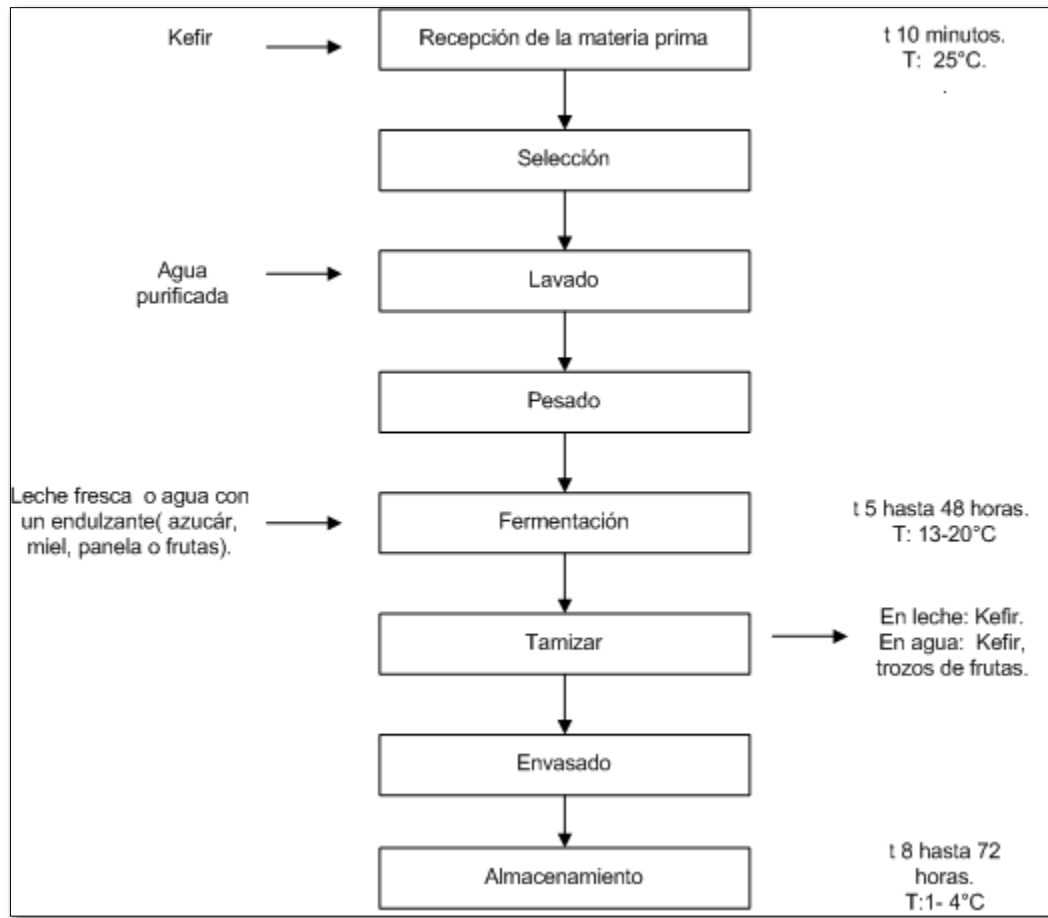 Kefir
Recepción de la materia prima
t 10 minutos.
T:  25°C.
.
Selección
Agua
purificada
Lavado
Pesado
Leche fresca  o agua con
un endulzante( azucár,
miel, panela o frutas).
Fermentación
t 5 hasta 48 horas.
T: 13-20°C
Tamizar
En leche: Kefir.
En agua:  Kefir,
trozos de frutas.
Envasado
Almacenamiento
t 8 hasta 72
horas.
T:1- 4°C